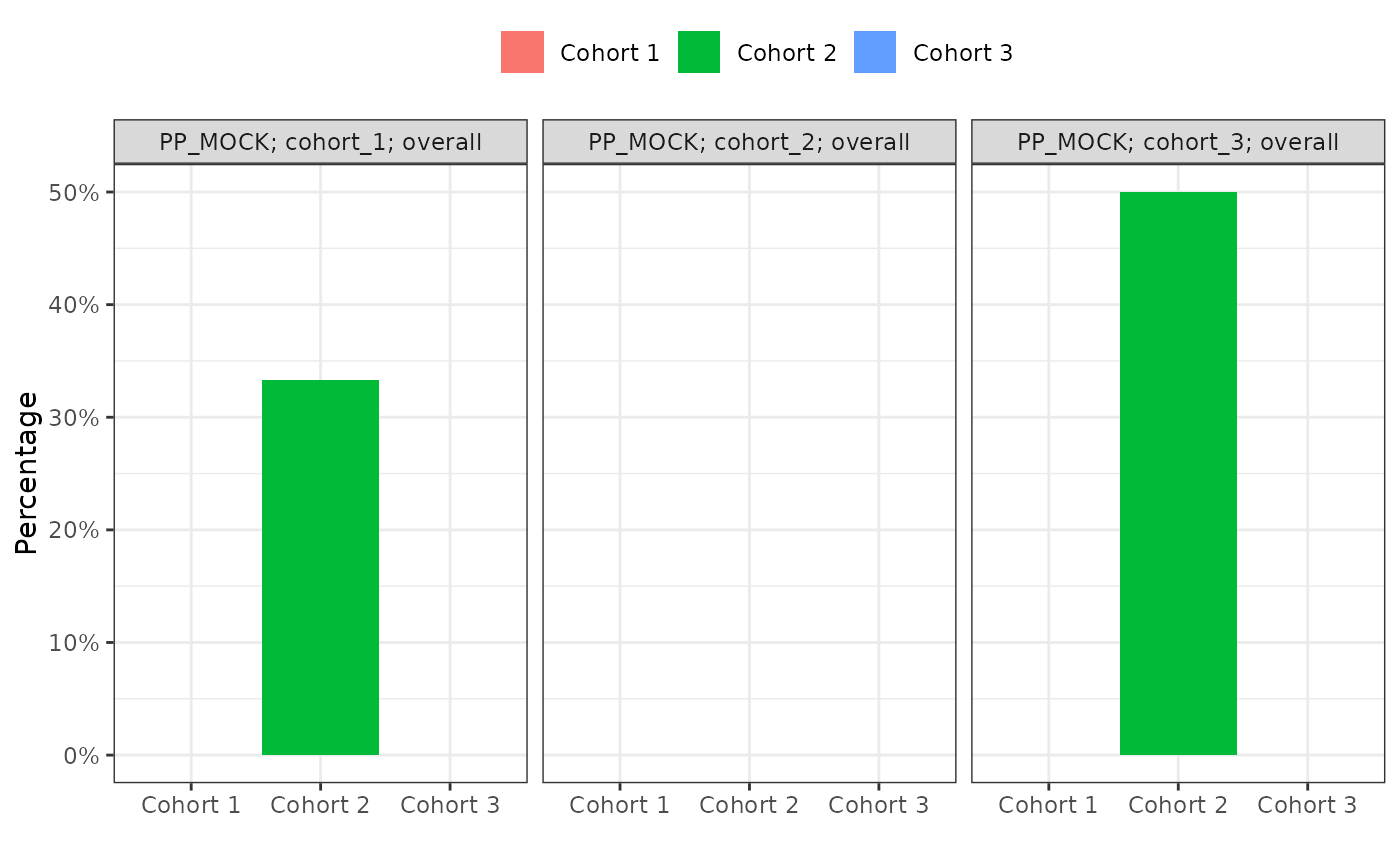 Cohort 1 Cohort 2 Cohort 3
PP_MOCK; cohort_1; overall PP_MOCK; cohort_2; overall PP_MOCK; cohort_3; overall
Percentage
50%
40%
30%
20%
10%
0%
Cohort 1 Cohort 2 Cohort 3 Cohort 1 Cohort 2 Cohort 3 Cohort 1 Cohort 2 Cohort 3